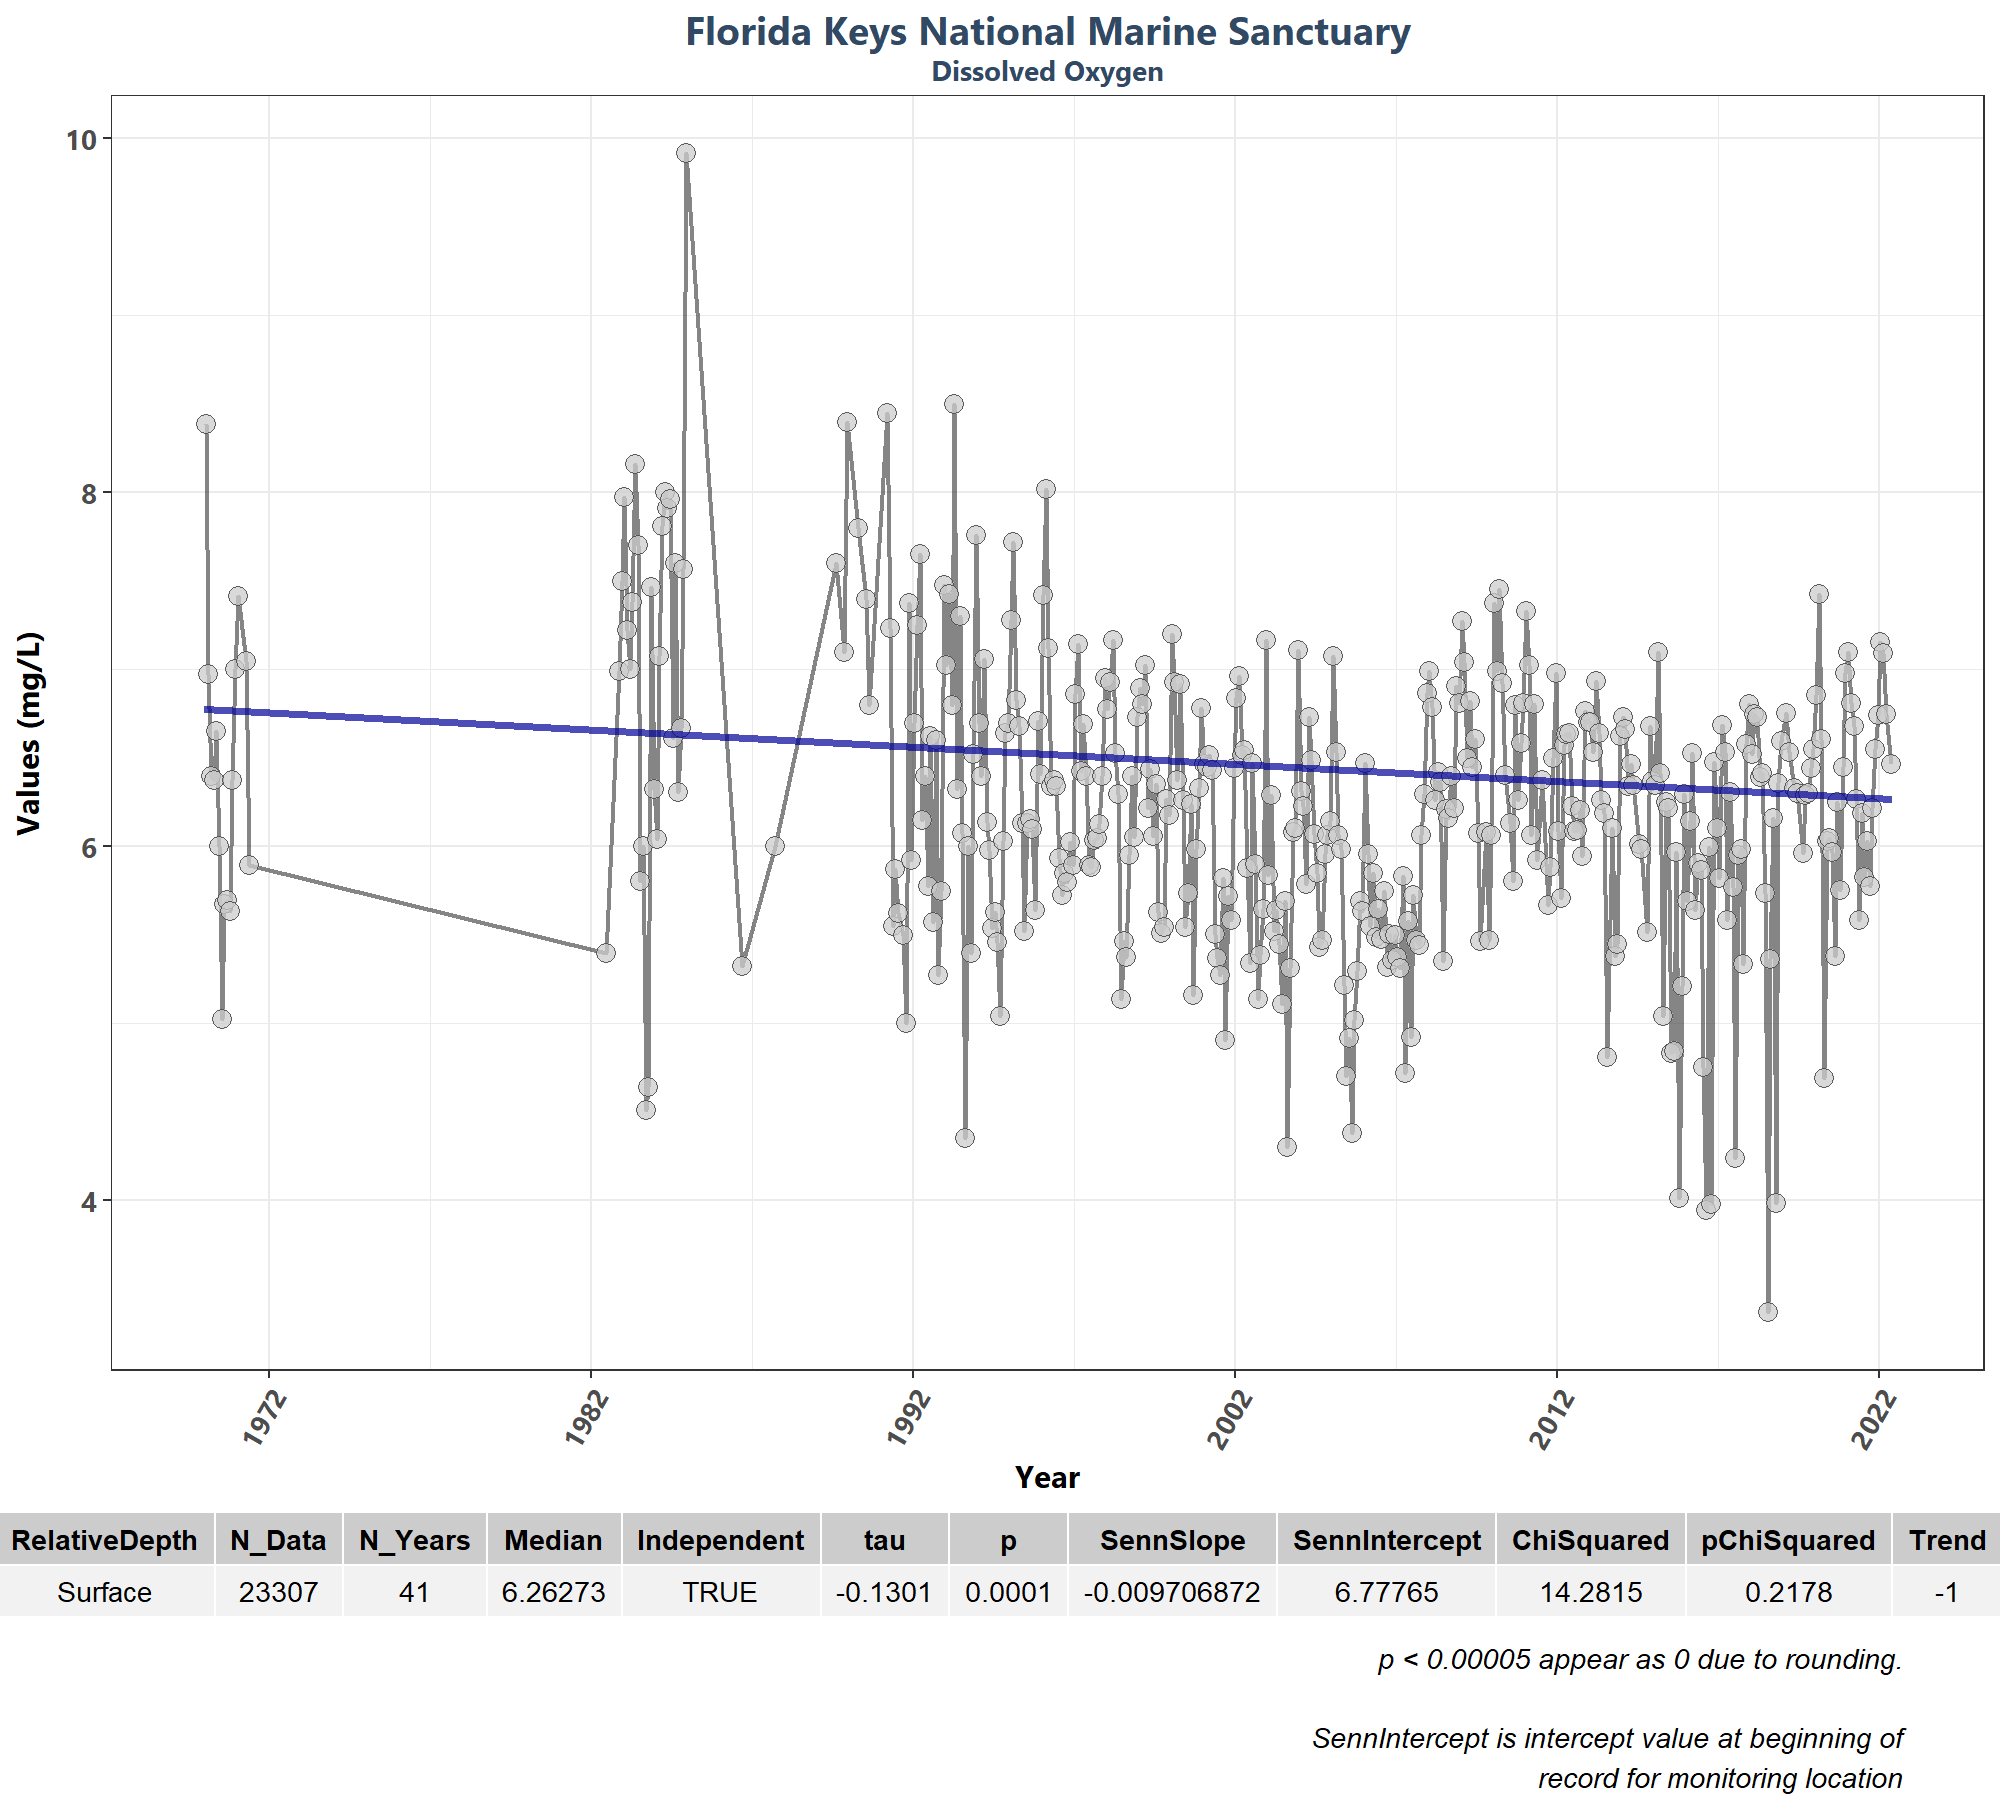 Florida Keys National Marine Sanctuary
Dissolved Oxygen
Values (mg/L)
10
8
6
4
1972 1982 1992 2002 2012 2022
Year
RelativeDepth N_Data N_Years Median Independent tau p SennSlope SennIntercept ChiSquared pChiSquared Trend
Surface 23307 41 6.26273 TRUE -0.1301 0.0001 -0.009706872 6.77765 14.2815 0.2178 -1
p < 0.00005 appear as 0 due to rounding.
SennIntercept is intercept value at beginning of
record for monitoring location